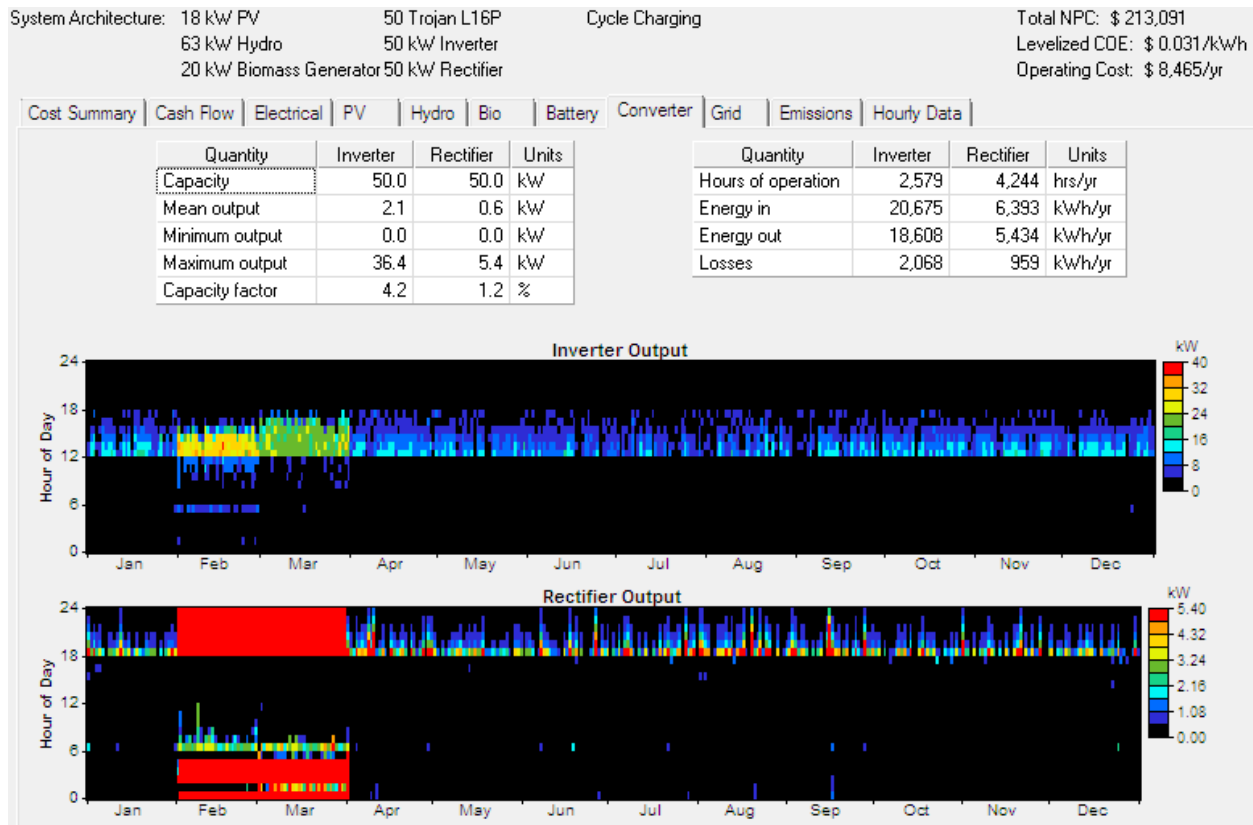 System Architecture: 18 kW PV 50 Trojan L16P Cycle Charging Total NPC: $ 213,091
63 kW Hydro 50 kW Inverter Levelized COE: $ 0.031/kWh
20 kW Biomass Generator 50 kW Rectifier Operating Cost: $ 8,465/yr
Cost Summary Cash Flow Electrical PV Hydro Bio Battery Converter Grid Emissions Hourly Data
Quantity Inverter Rectifier Units
Capacity 50.0 50.0 kW
Mean output 2.1 0.6 kW
Minimum output 0.0 0.0 kW
Maximum output 36.4 5.4 kW
Capacity factor 4.2 1.2 %
Quantity Inverter Rectifier Units
Hours of operation 2,579 4,244 hrs/yr
Energy in 20,675 6,393 kWh/yr
Energy out 18,608 5,434 kWh/yr
Losses 2,068 959 kWh/yr
Inverter Output
kW
24
18
12
6
0
Hour of Day
40
32
24
16
8
0
Jan Feb Mar Apr May Jun Jul Aug Sep Oct Nov Dec
Rectifier Output
kW
24
18
12
6
0
Hour of Day
5.40
4.32
3.24
2.16
1.08
0.00
Jan Feb Mar Apr May Jun Jul Aug Sep Oct Nov Dec